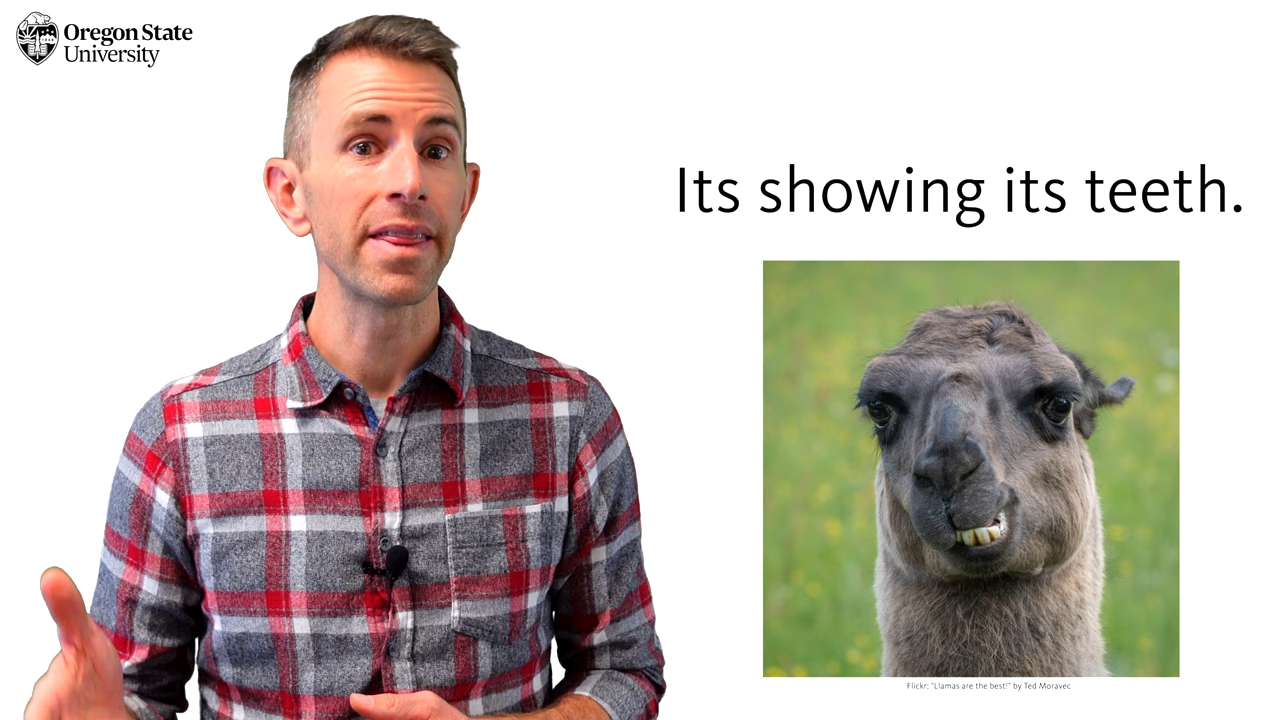 Oregon State
University
Its showing its teeth.
Flickr: "Llamas are the best!" by Ted Moravec